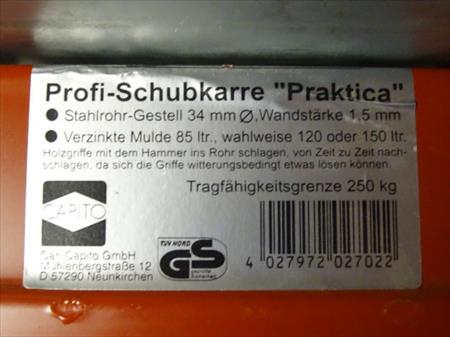 Profi-Schubkarre "Praktica"
● Stahlrohr-Gestell 34 mm Ø, Wandstärke 1,5 mm
● Verzinkte Mulde 85 ltr., wahlweise 120 oder 150 ltr.
Holzgriffe mit dem Hammer ins Rohr schlagen, von Zeit zu Zeit nach-
schlagen, da sich die Griffe witterungsbedingt etwas lösen können.
Tragfähigkeitsgrenze 250 kg
CAPITO
Carl Capito GmbH
Mühlenbergstraße 12
D 57290 Neunkirchen
TÜV NORD
GS
geprüfte
Sicherheit
4 027972 027022